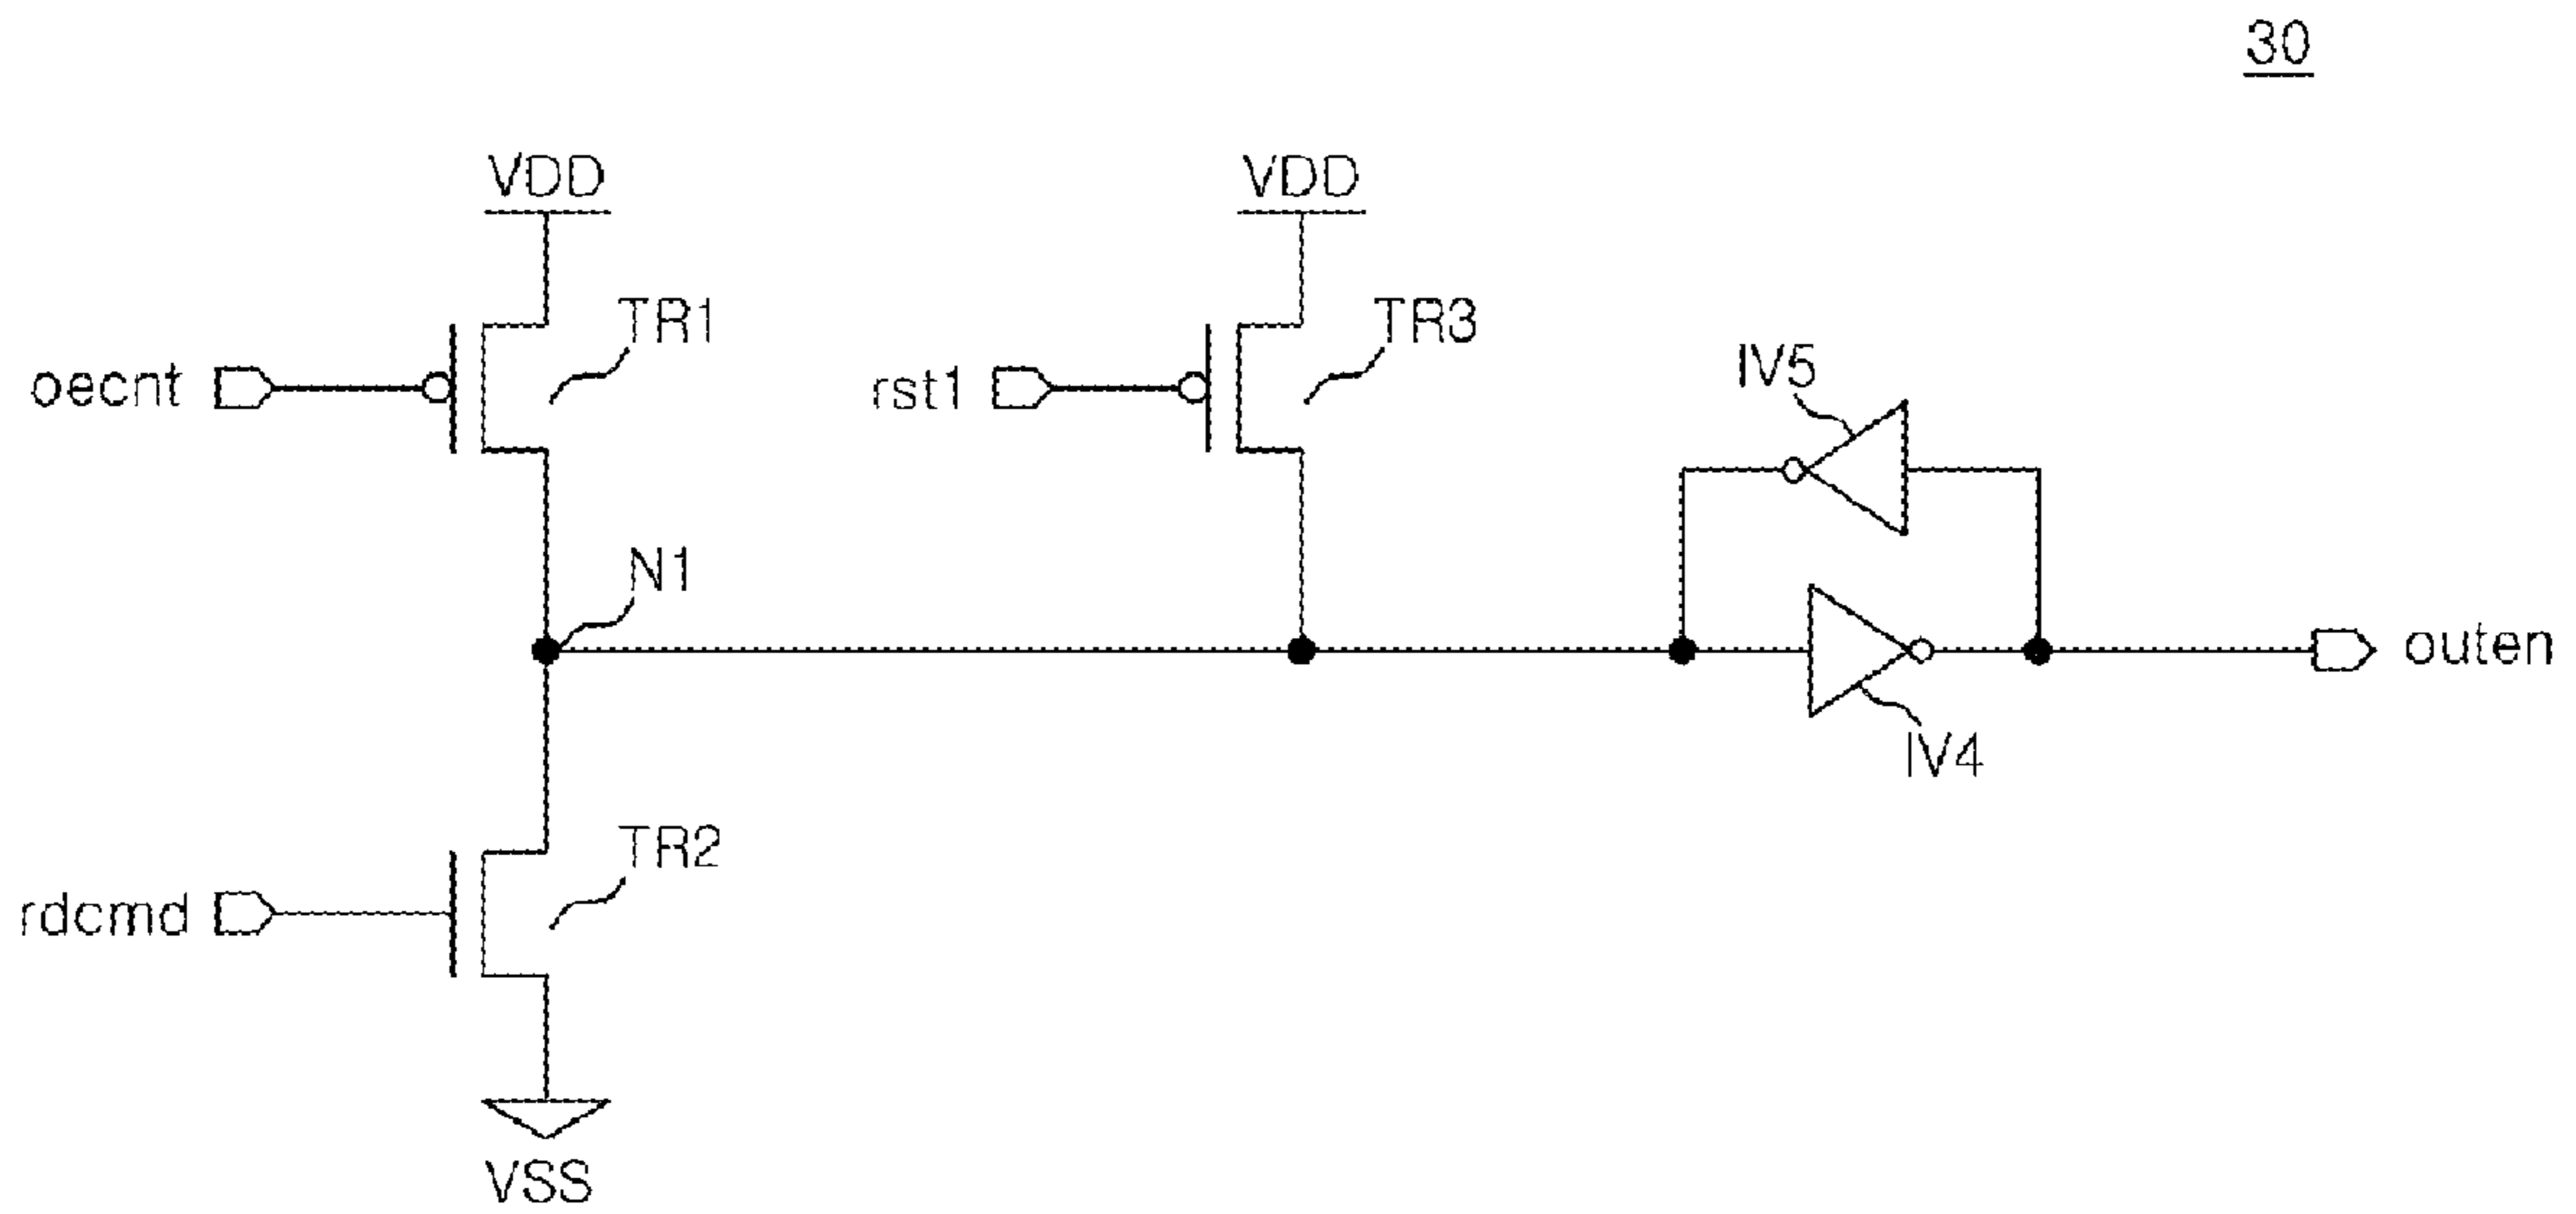 30
VDD
VDD
TR1
TR3
oecnt
rst1
IV5
N1
outen
IV4
TR2
rdcmd
VSS